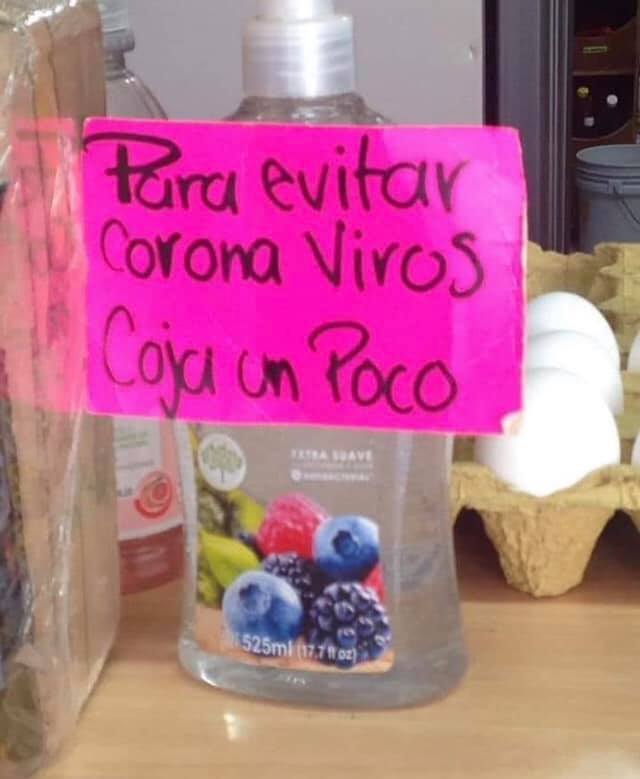 Para evitar
Corona Viros
Coja un Poco
EXTRA SUAVE
525ml (17.7 fl oz)